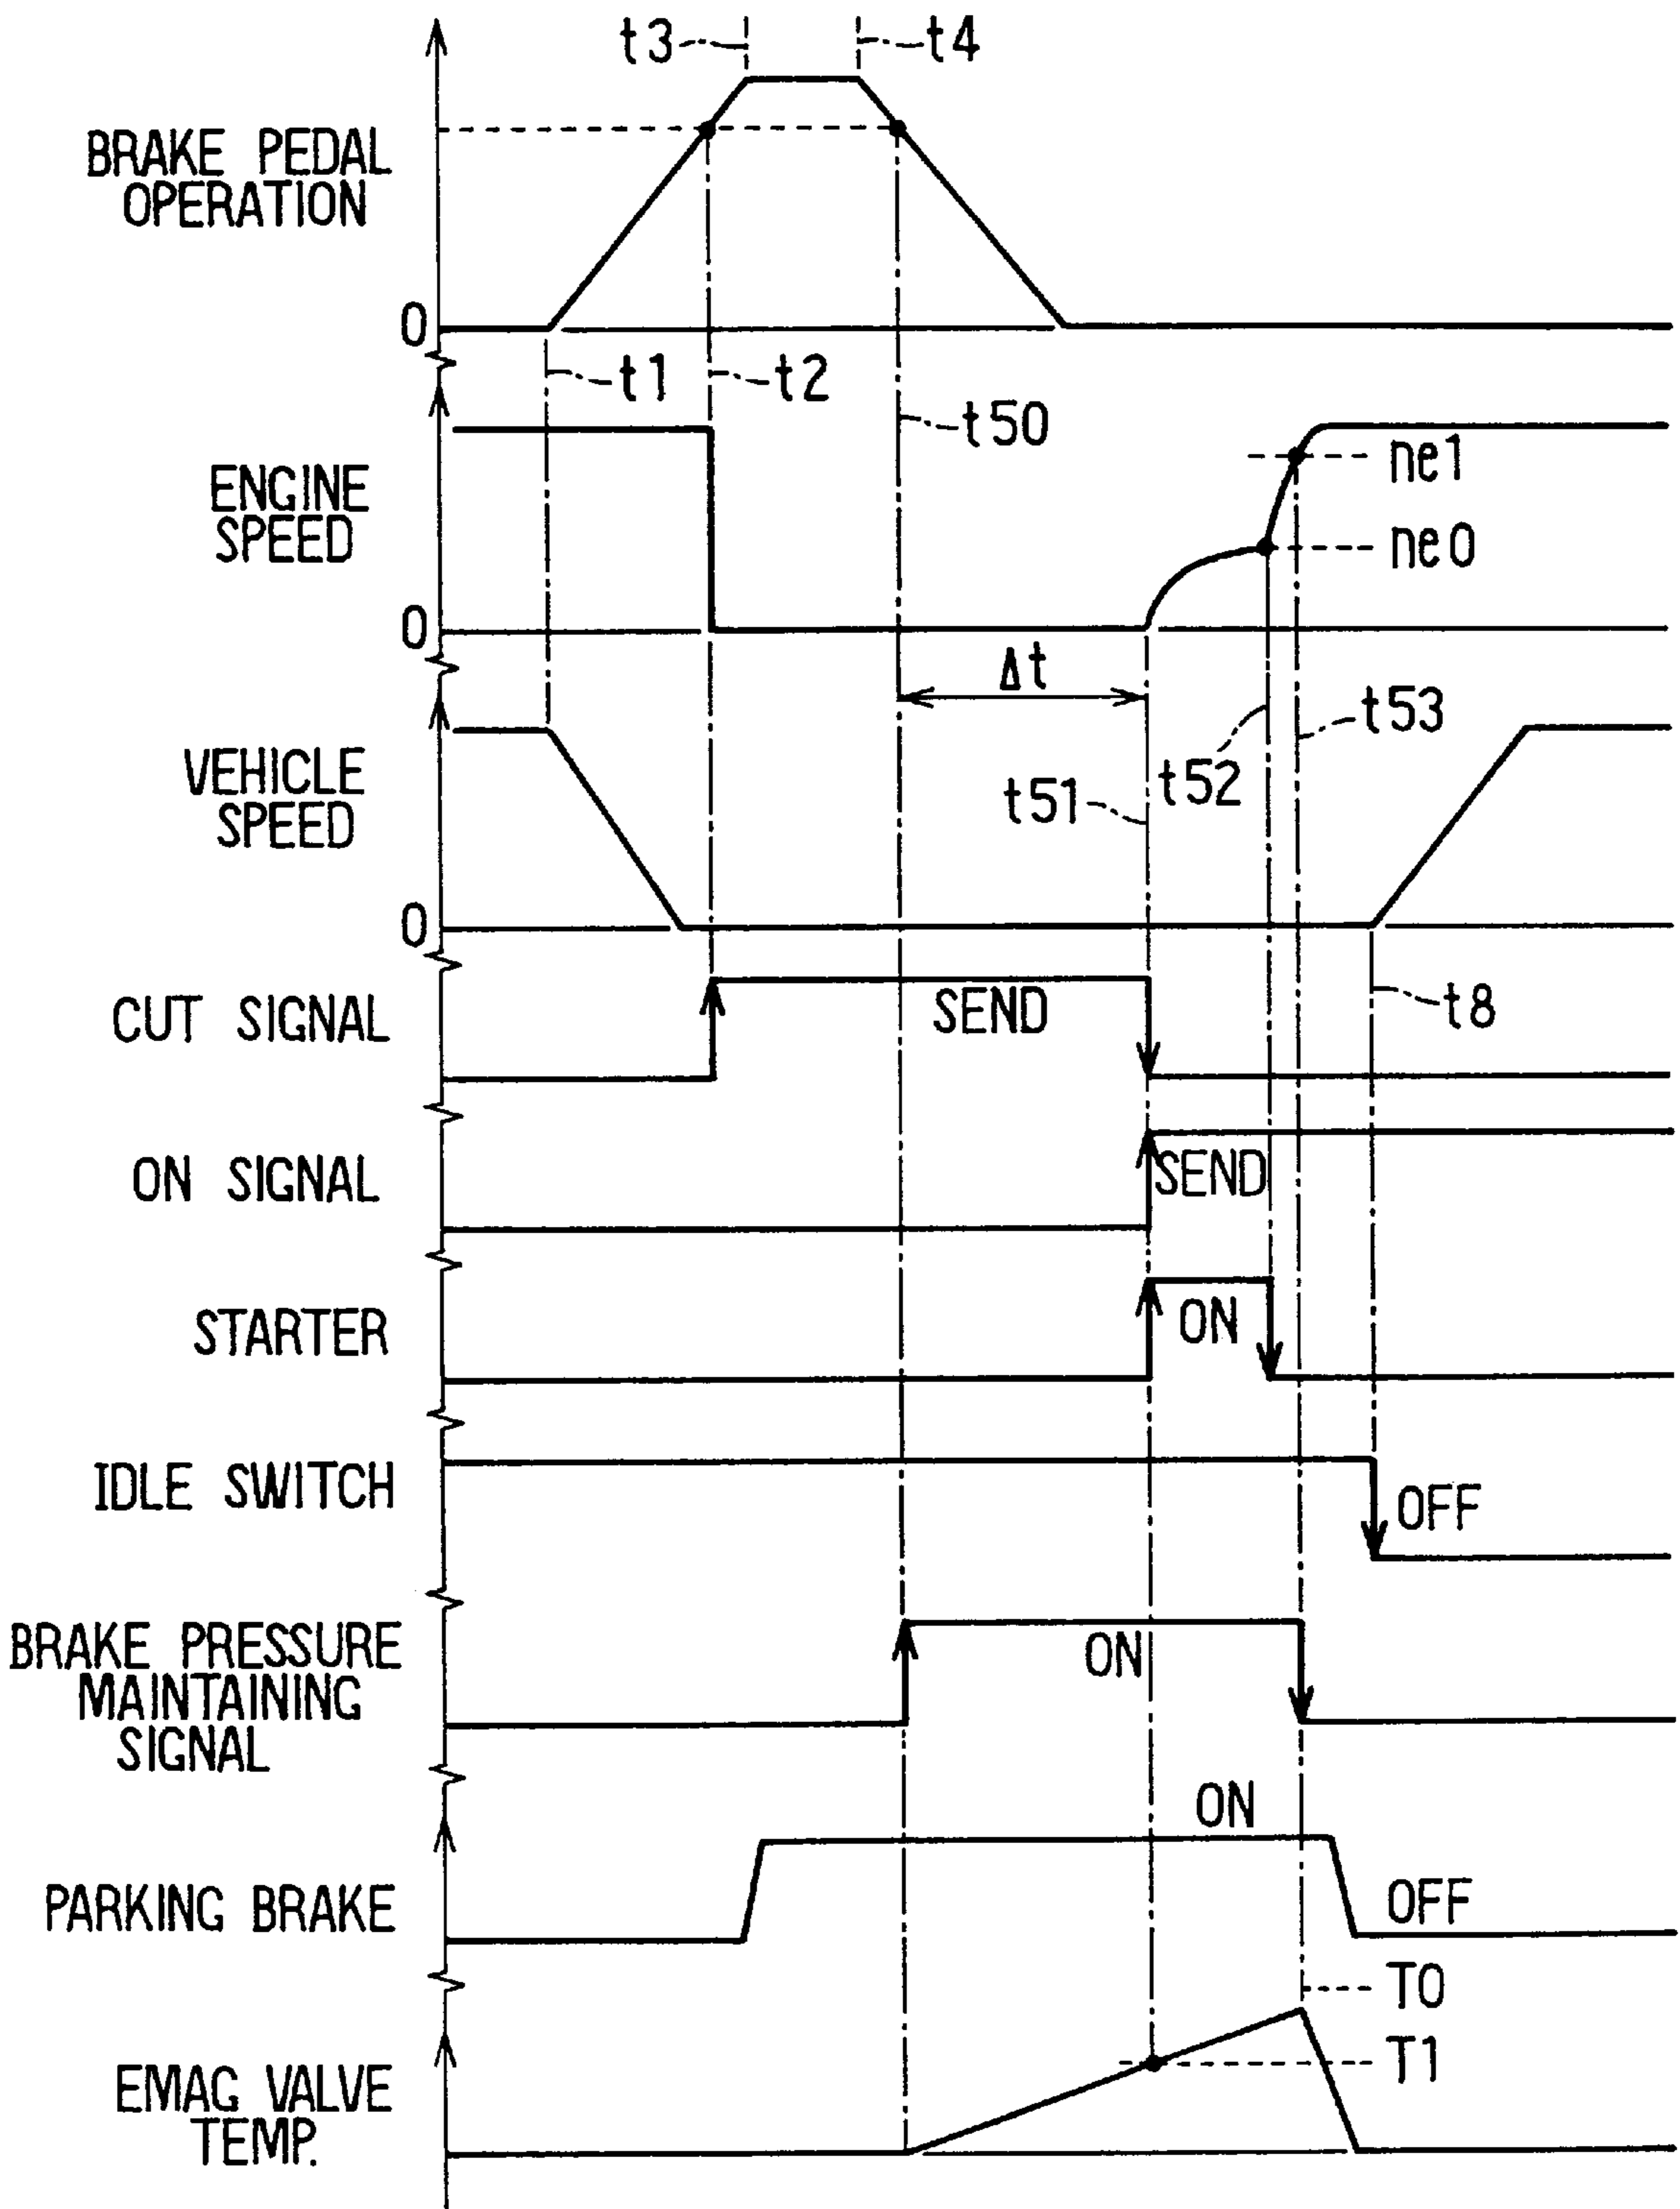 t3
t4
BRAKE PEDAL
OPERATION
0
t1
t2
t50
ENGINE
SPEED
ne1
ne0
0
Δt
VEHICLE
SPEED
t51
t52
t53
0
CUT SIGNAL
SEND
t8
ON SIGNAL
SEND
STARTER
ON
IDLE SWITCH
OFF
BRAKE PRESSURE
MAINTAINING
SIGNAL
ON
PARKING BRAKE
ON
OFF
EMAG VALVE
TEMP.
T0
T1